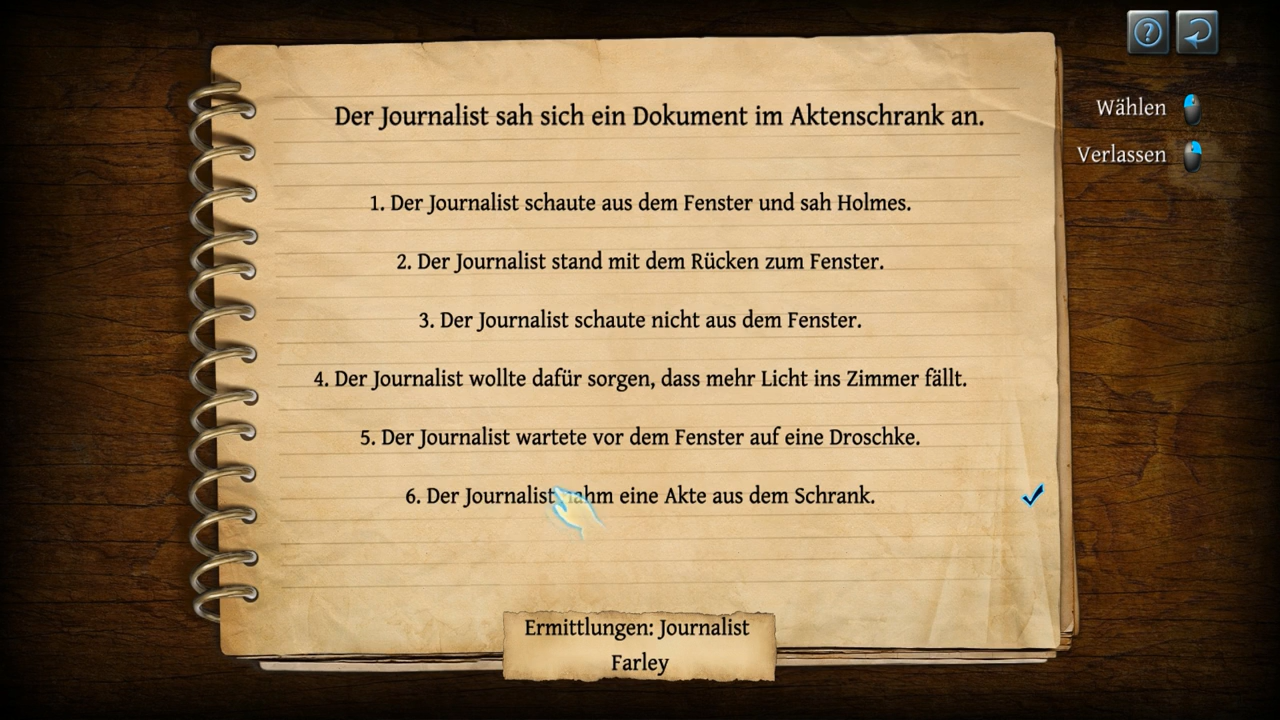 Der Journalist sah sich ein Dokument im Aktenschrank an.
Wählen
Verlassen
1. Der Journalist schaute aus dem Fenster und sah Holmes.
2. Der Journalist stand mit dem Rücken zum Fenster.
3. Der Journalist schaute nicht aus dem Fenster.
4. Der Journalist wollte dafür sorgen, dass mehr Licht ins Zimmer fällt.
5. Der Journalist wartete vor dem Fenster auf eine Droschke.
6. Der Journalist nahm eine Akte aus dem Schrank.
Ermittlungen: Journalist
Farley